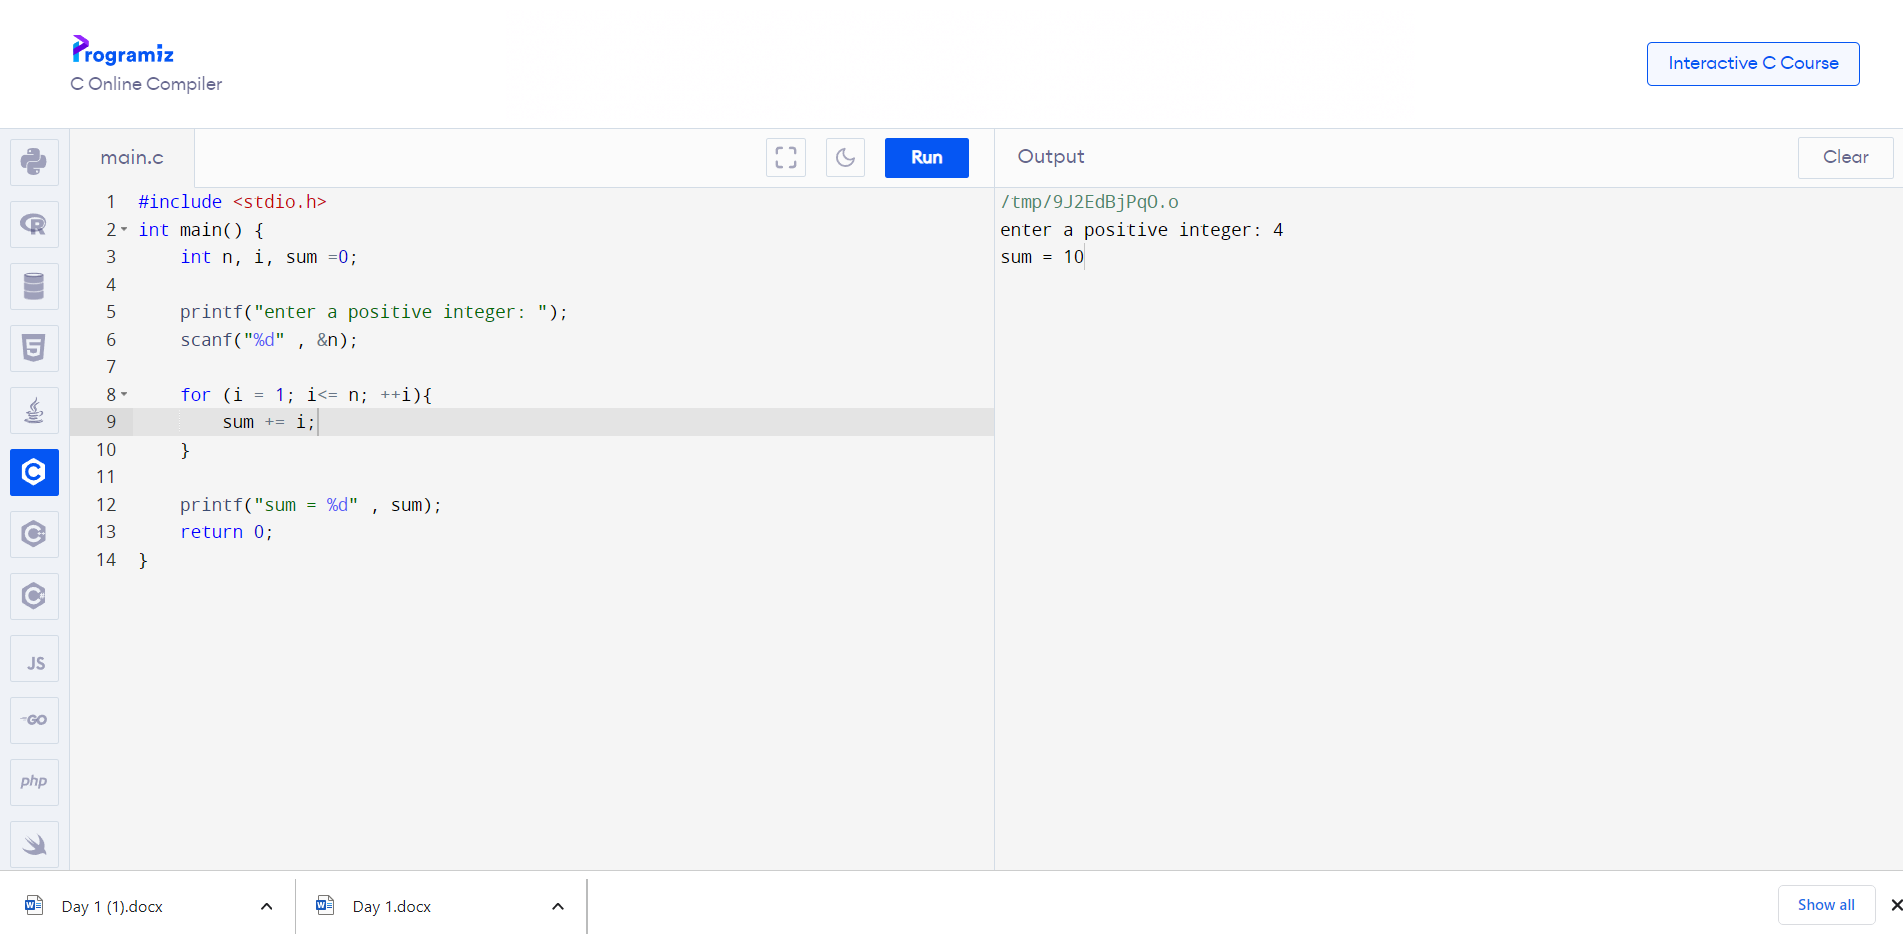 Programiz
C Online Compiler
Interactive C Course
main.c
Run
Output
Clear
1 #include <stdio.h>
2 int main() {
3 int n, i, sum =0;
4
5 printf("enter a positive integer: ");
6 scanf("%d" , &n);
7
8 for (i = 1; i<= n; ++i){
9 sum += i;
10 }
11
12 printf("sum = %d" , sum);
13 return 0;
14 }
/tmp/9J2EdBjPqO.o
enter a positive integer: 4
sum = 10
R
5
C
C
C
JS
GO
php
Day 1 (1).docx
Day 1.docx
Show all